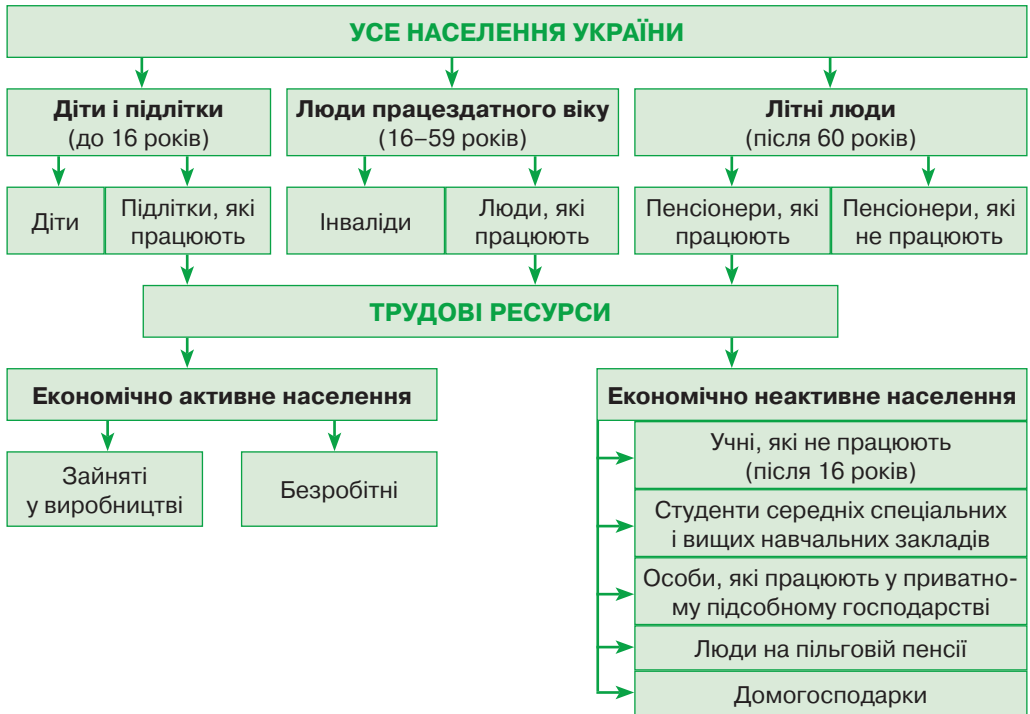 УСЕ НАСЕЛЕННЯ УКРАЇНИ
Діти і підлітки
(до 16 років)
Люди працездатного віку
(16–59 років)
Літні люди
(після 60 років)
Діти
Підлітки, які
працюють
Інваліди
Люди, які
працюють
Пенсіонери, які
працюють
Пенсіонери, які
не працюють
ТРУДОВІ РЕСУРСИ
Економічно активне населення
Зайняті
у виробництві
Безробітні
Економічно неактивне населення
Учні, які не працюють
(після 16 років)
Студенти середніх спеціальних
і вищих навчальних закладів
Особи, які працюють у приватно-
му підсобному господарстві
Люди на пільговій пенсії
Домогосподарки